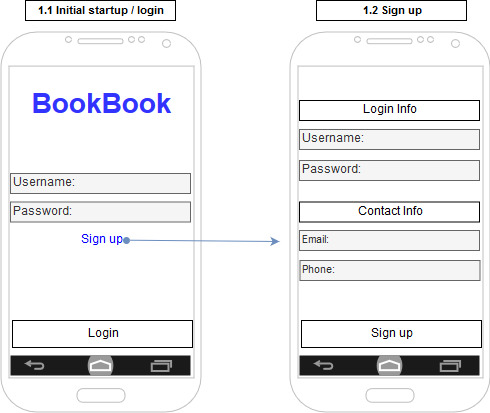 1.1 Initial startup / login
BookBook
Username:
Password:
Sign up
Login
1.2 Sign up
Login Info
Username:
Password:
Contact Info
Email:
Phone:
Sign up